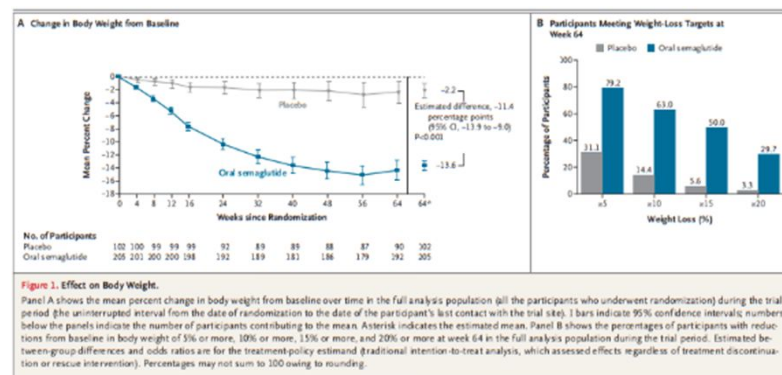 A Change in Body Weight from Baseline
0
-2
-4
-6
-8
-10
-12
-14
-16
-18
Mean Percent Change
Placebo
Oral semaglutide
-2.2
Estimated difference, -11.4
percentage points
(95% CI, -13.9 to -9.0)
P<0.001
-13.6
0 4 8 12 16 24 32 40 48 56 64 64*
Weeks since Randomization
No. of Participants
Placebo 102 100 99 99 99 92 89 89 88 87 90 102
Oral semaglutide 205 201 200 200 198 192 189 181 186 179 192 205
B Participants Meeting Weight-Loss Targets at
Week 64
Placebo Oral semaglutide
100
80
60
40
20
0
Percentage of Participants
31.1 79.2 14.4 63.0 5.6 50.0 3.3 29.7
≥5 ≥10 ≥15 ≥20
Weight Loss (%)
Figure 1. Effect on Body Weight.
Panel A shows the mean percent change in body weight from baseline over time in the full analysis population (all the participants who underwent randomization) during the trial
period (the uninterrupted interval from the date of randomization to the date of the participant's last contact with the trial site). I bars indicate 95% confidence intervals; numbers
below the panels indicate the number of participants contributing to the mean. Asterisk indicates the estimated mean. Panel B shows the percentages of participants with reduc-
tions from baseline in body weight of 5% or more, 10% or more, 15% or more, and 20% or more at week 64 in the full analysis population during the trial period. Estimated be-
tween-group differences and odds ratios are for the treatment-policy estimand (traditional intention-to-treat analysis, which assessed effects regardless of treatment discontinua-
tion or rescue intervention). Percentages may not sum to 100 owing to rounding.